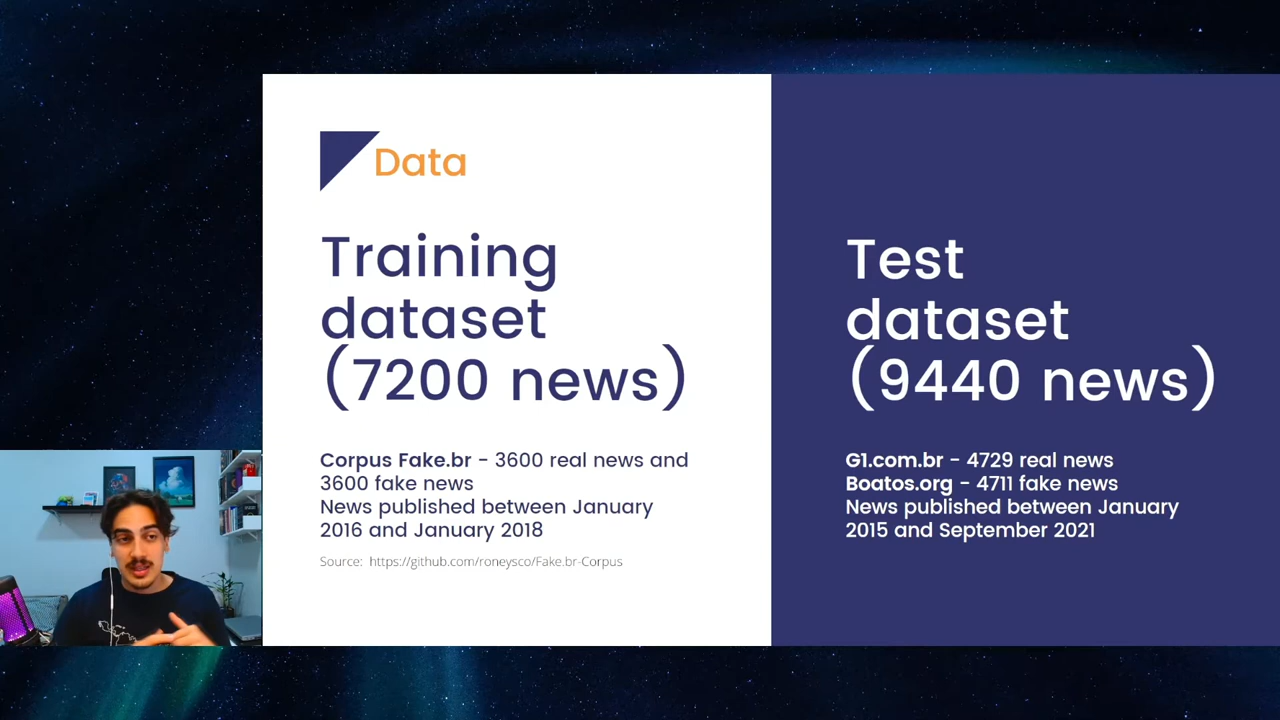 Data
Training
dataset
(7200 news)
Corpus Fake.br - 3600 real news and
3600 fake news
News published between January
2016 and January 2018
Source: https://github.com/roneysco/Fake.br-Corpus
Test
dataset
(9440 news)
G1.com.br - 4729 real news
Boatos.org - 4711 fake news
News published between January
2015 and September 2021